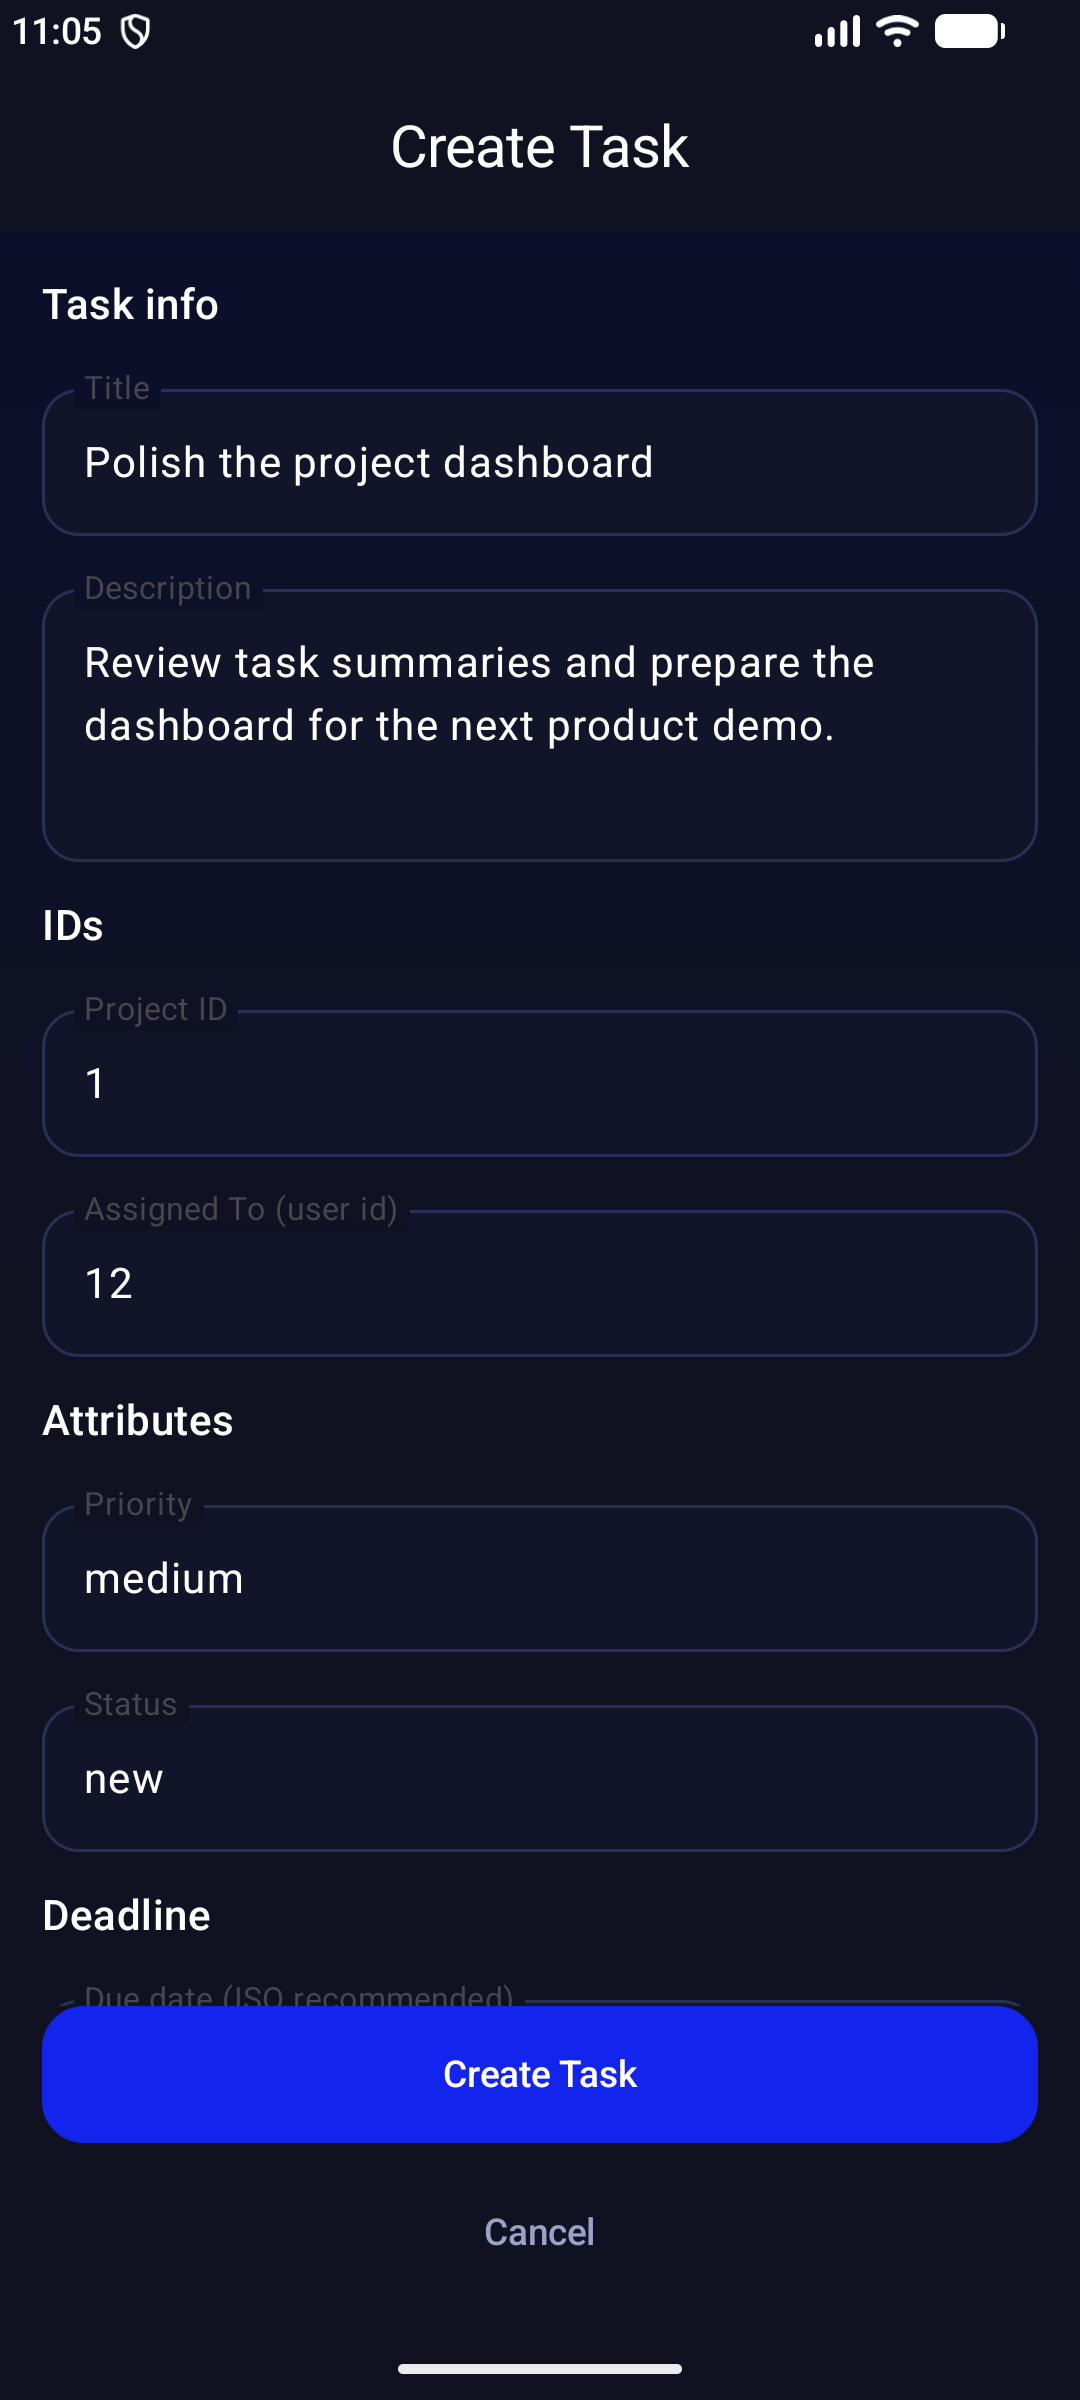 11:05
Create Task
Task info
Title
Polish the project dashboard
Description
Review task summaries and prepare the
dashboard for the next product demo.
IDs
Project ID
1
Assigned To (user id)
12
Attributes
Priority
medium
Status
new
Deadline
Due date (ISO recommended)
Create Task
Cancel